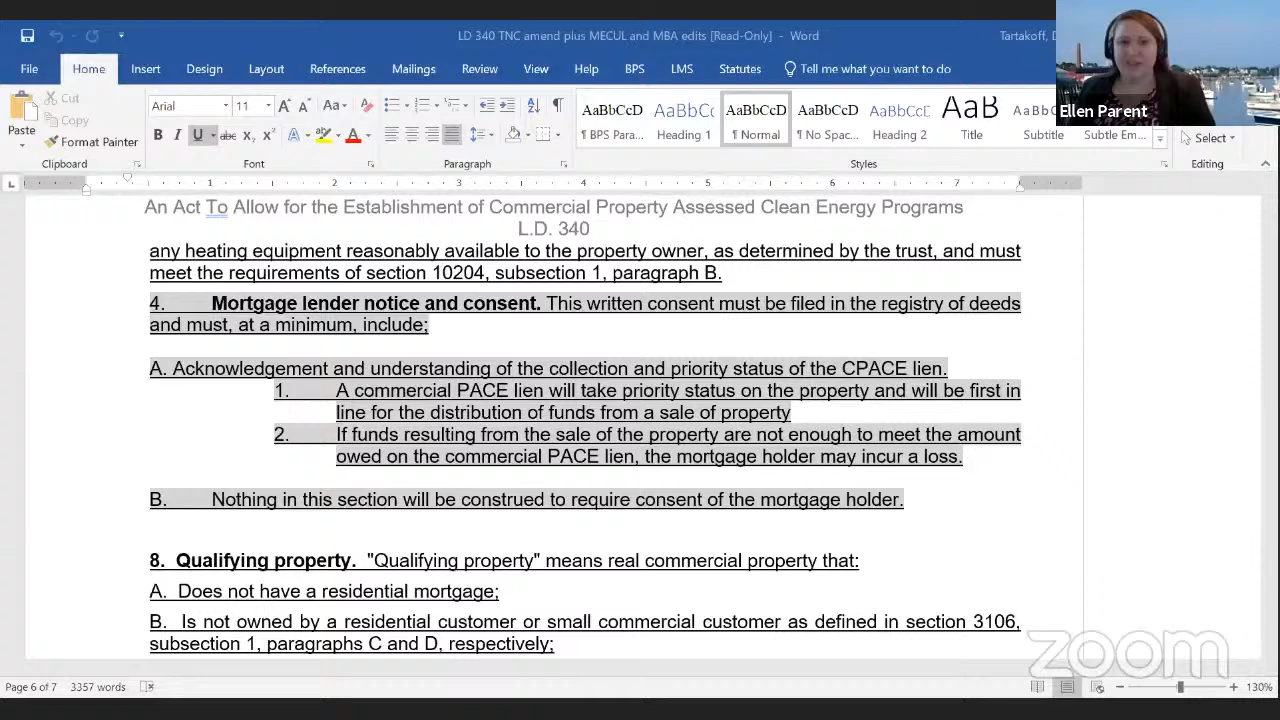 LD 340 TNC amend plus MECUL and MBA edits [Read-Only] - Word
Tartakoff, D
File Home Insert Design Layout References Mailings Review View Help BPS LMS Statutes Tell me what you want to do
Ellen Parent
Cut
Copy
Paste
Format Painter
Clipboard
Arial 11
Font
Paragraph
AaBbCcD AaBbC( AaBbCcD AaBbCcD AaBbCcD AaB AaBbCcD
¶ BPS Para... Heading 1 ¶ Normal ¶ No Spac... Heading 2 Title Subtitle Subtle Em...
Styles
Select
Editing
1 2 3 4 5 6 7
An Act To Allow for the Establishment of Commercial Property Assessed Clean Energy Programs
L.D. 340
any heating equipment reasonably available to the property owner, as determined by the trust, and must
meet the requirements of section 10204, subsection 1, paragraph B.
4. Mortgage lender notice and consent. This written consent must be filed in the registry of deeds
and must, at a minimum, include;
A. Acknowledgement and understanding of the collection and priority status of the CPACE lien.
1. A commercial PACE lien will take priority status on the property and will be first in
line for the distribution of funds from a sale of property
2. If funds resulting from the sale of the property are not enough to meet the amount
owed on the commercial PACE lien, the mortgage holder may incur a loss.
B. Nothing in this section will be construed to require consent of the mortgage holder.
8. Qualifying property. "Qualifying property" means real commercial property that:
A. Does not have a residential mortgage;
B. Is not owned by a residential customer or small commercial customer as defined in section 3106,
subsection 1, paragraphs C and D, respectively;
zoom
Page 6 of 7 3357 words
130%